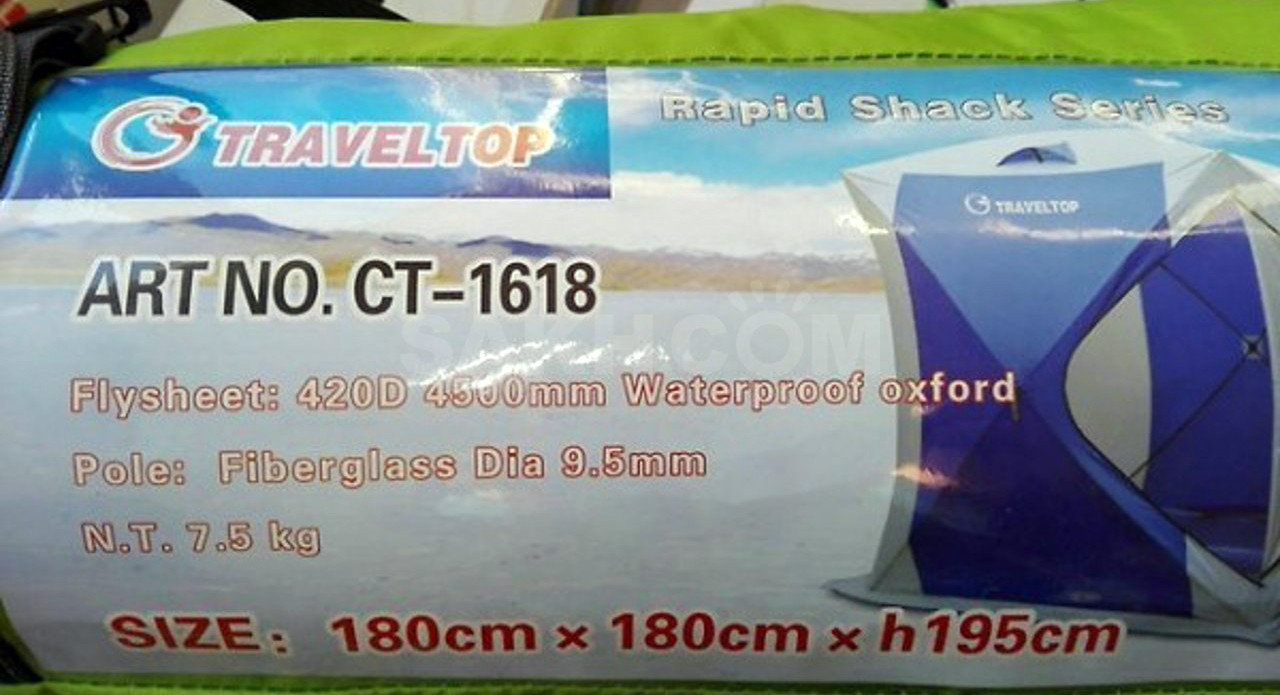 TRAVELTOP
Rapid Shack Series
TRAVELTOP
ART NO. CT-1618
SAKHCOM
Flysheet: 420D 4500mm Waterproof oxford
Pole: Fiberglass Dia 9.5mm
N.T. 7.5 kg
SIZE: 180cm × 180cm × h195cm